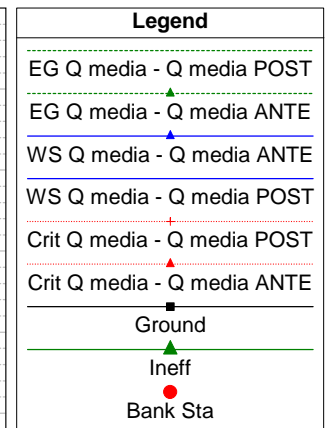 Legend
EG Q media - Q media POST
EG Q media - Q media ANTE
WS Q media - Q media ANTE
WS Q media - Q media POST
Crit Q media - Q media POST
Crit Q media - Q media ANTE
Ground
Ineff
Bank Sta